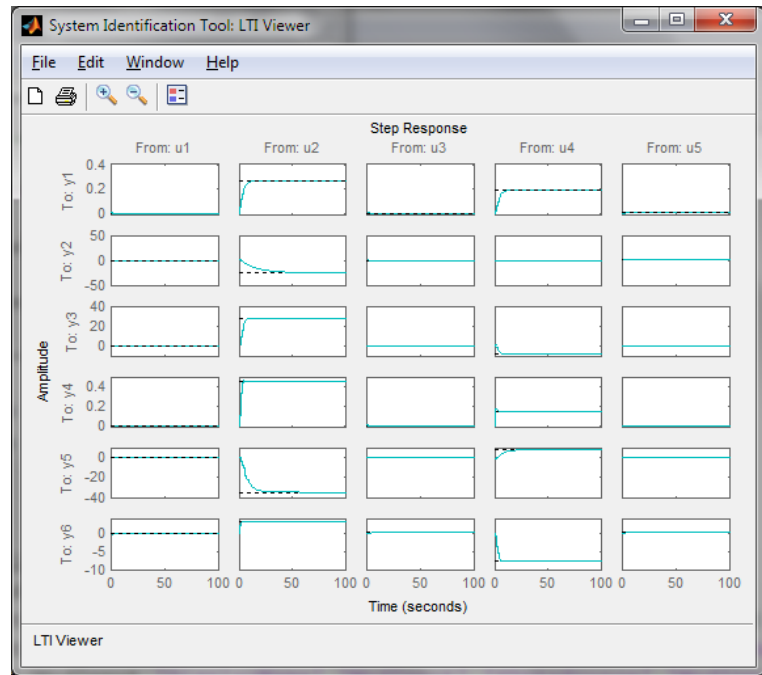 System Identification Tool: LTI Viewer
File Edit Window Help
Step Response
From: u1 From: u2 From: u3 From: u4 From: u5
Amplitude
To: y1
0.4
0.2
0
To: y2
50
0
-50
To: y3
40
20
0
To: y4
0.4
0.2
0
To: y5
0
-20
-40
To: y6
0
-5
-10
0 50 100 0 50 100 0 50 100 0 50 100 0 50 100
Time (seconds)
LTI Viewer